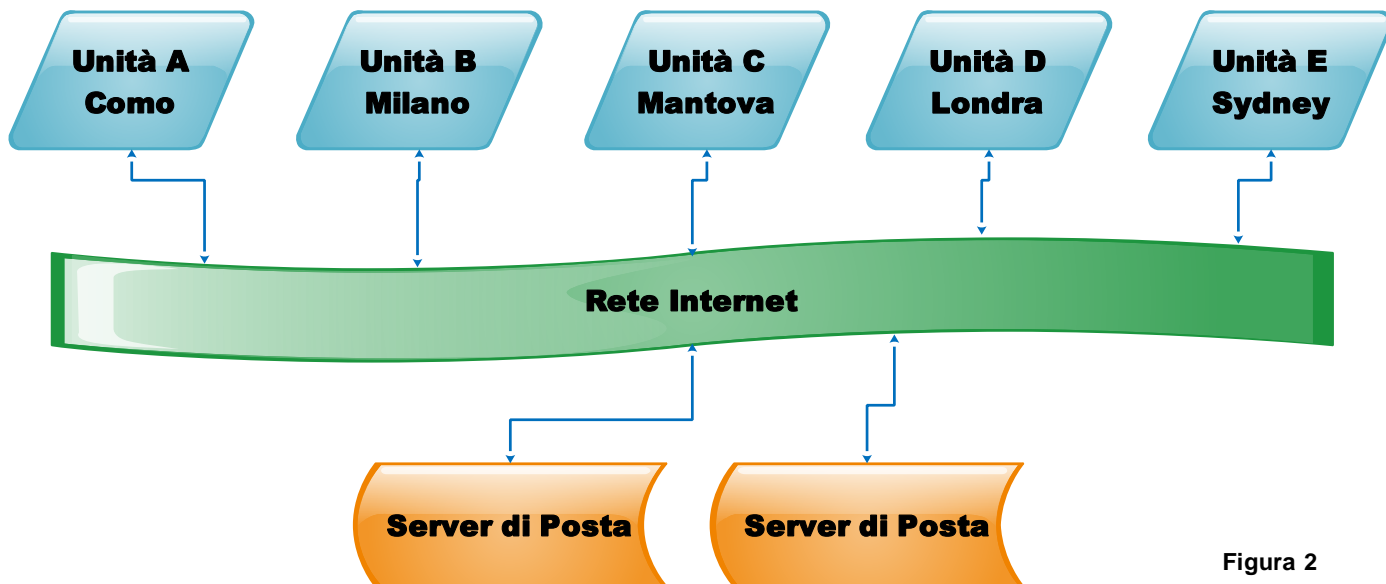 Unità A
Como
Unità B
Milano
Unità C
Mantova
Unità D
Londra
Unità E
Sydney
Rete Internet
Server di Posta
Server di Posta
Figura 2